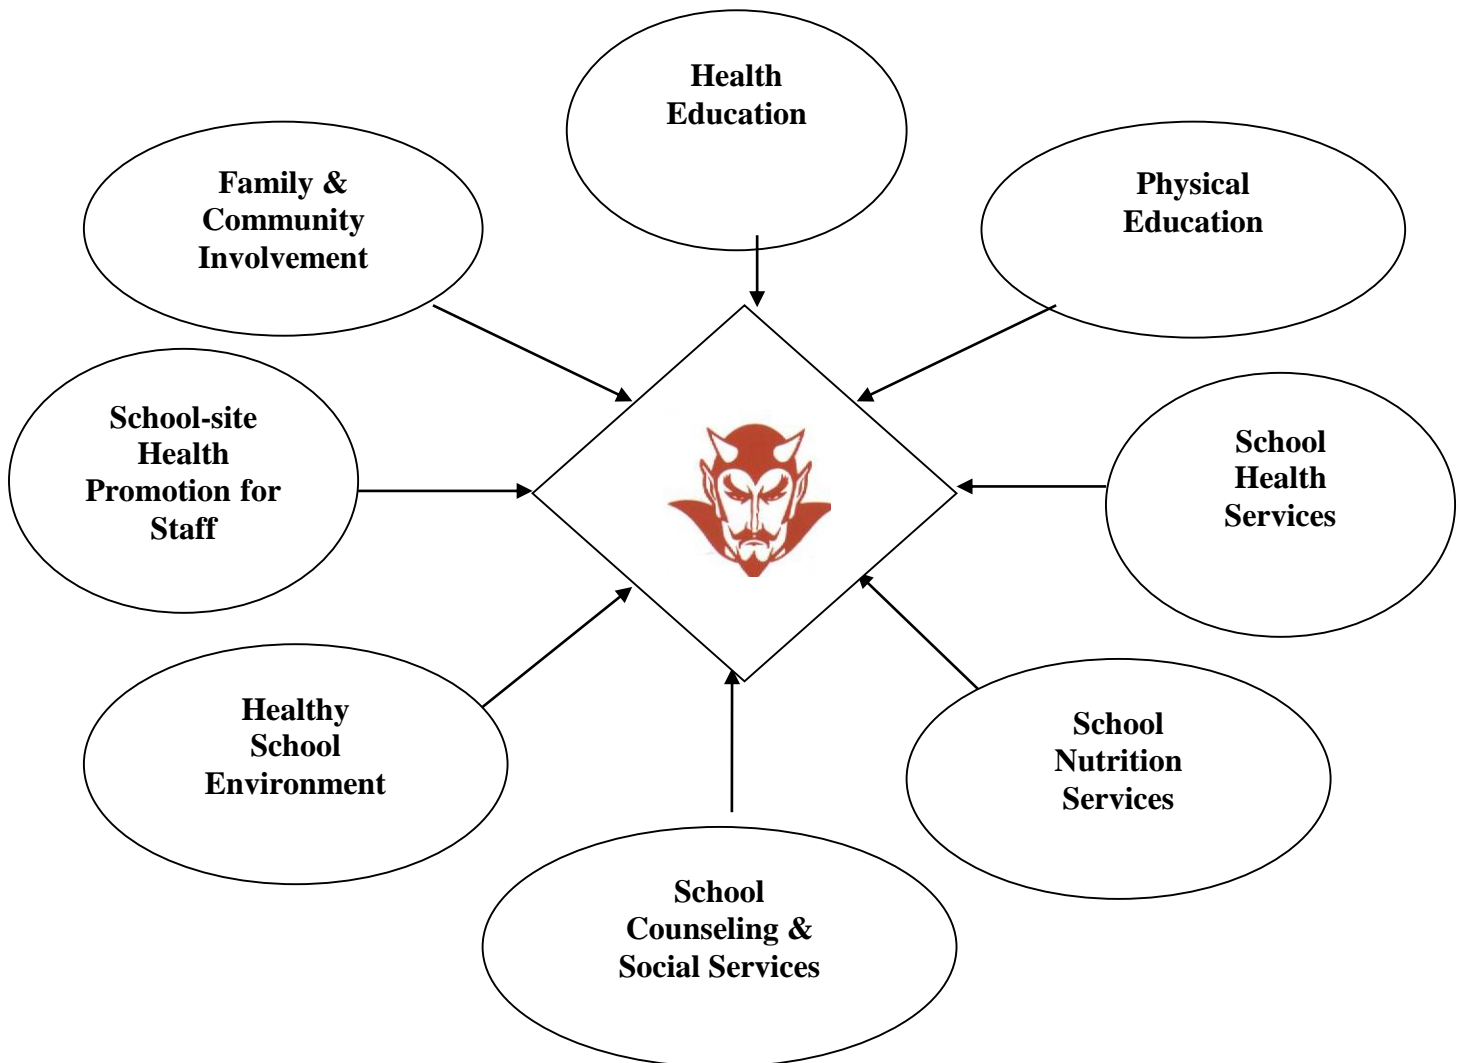 Health
Education
Family &
Community
Involvement
Physical
Education
School-site
Health
Promotion for
Staff
School
Health
Services
Healthy
School
Environment
School
Nutrition
Services
School
Counseling &
Social Services